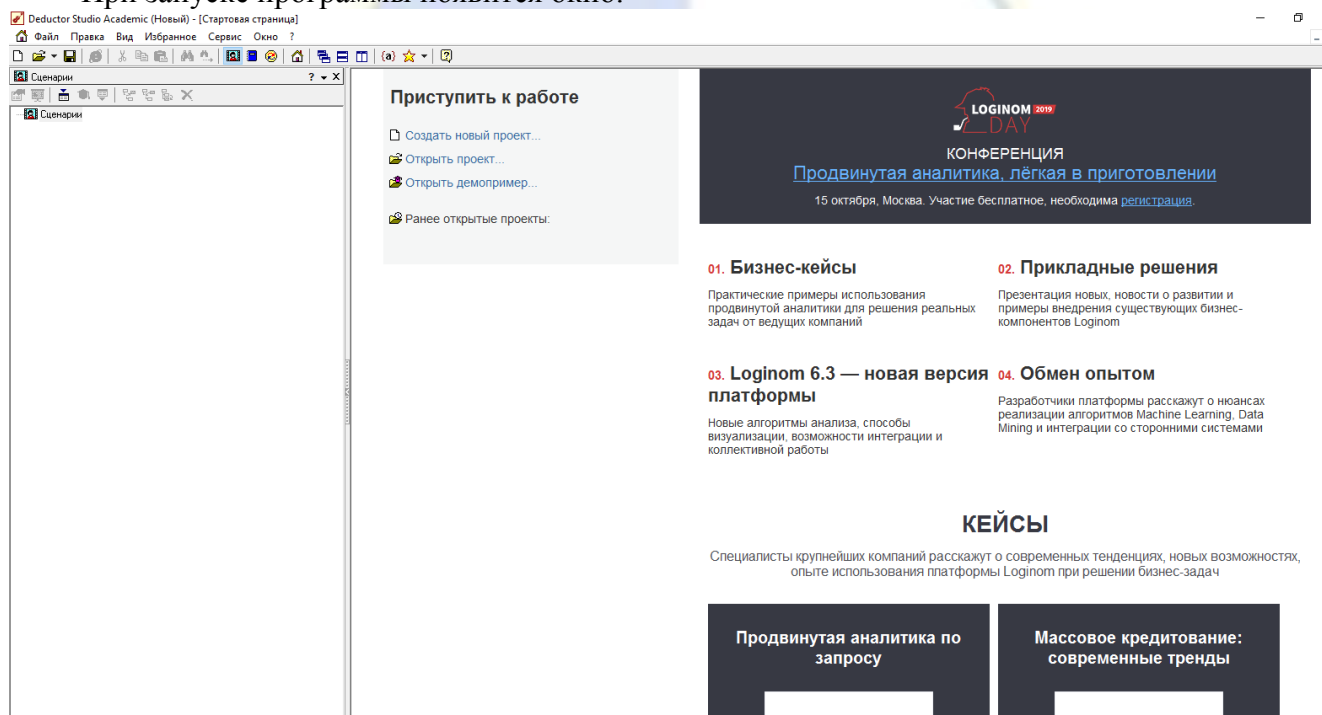 При запуске программы появится окно:
Deductor Studio Academic (Новый) - [Стартовая страница]
Файл Правка Вид Избранное Сервис Окно ?
Сценарии
Сценарии
Приступить к работе
Создать новый проект...
Открыть проект...
Открыть демопример...
Ранее открытые проекты:
LOGINOM 2019
DAY
КОНФЕРЕНЦИЯ
Продвинутая аналитика, лёгкая в приготовлении
15 октября, Москва. Участие бесплатное, необходима регистрация.
01. Бизнес-кейсы
Практические примеры использования
продвинутой аналитики для решения реальных
задач от ведущих компаний
02. Прикладные решения
Презентация новых, новости о развитии и
примеры внедрения существующих бизнес-
компонентов Loginom
03. Loginom 6.3 — новая версия
платформы
Новые алгоритмы анализа, способы
визуализации, возможности интеграции и
коллективной работы
04. Обмен опытом
Разработчики платформы расскажут о нюансах
реализации алгоритмов Machine Learning, Data
Mining и интеграции со сторонними системами
КЕЙСЫ
Специалисты крупнейших компаний расскажут о современных тенденциях, новых возможностях,
опыте использования платформы Loginom при решении бизнес-задач
Продвинутая аналитика по
запросу
Массовое кредитование:
современные тренды